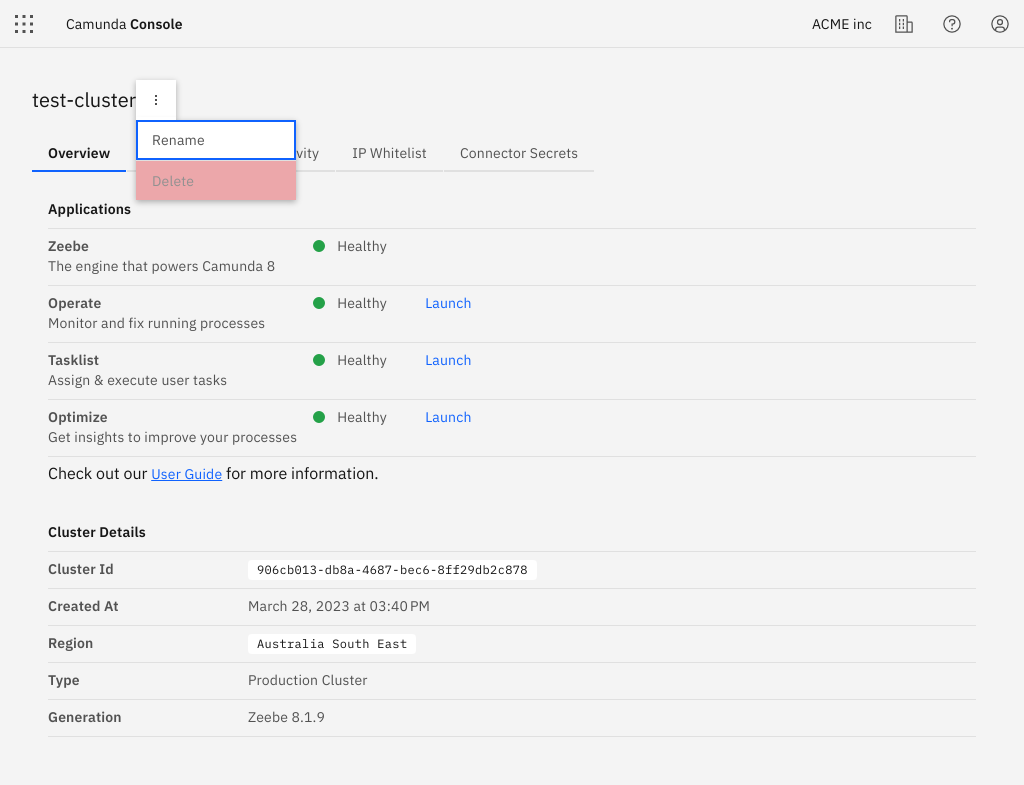 Camunda Console
ACME inc
test-cluster
Rename
Delete
Overview
vity
IP Whitelist
Connector Secrets
Applications
Zeebe
Healthy
The engine that powers Camunda 8
Operate
Healthy
Launch
Monitor and fix running processes
Tasklist
Healthy
Launch
Assign & execute user tasks
Optimize
Healthy
Launch
Get insights to improve your processes
Check out our User Guide for more information.
Cluster Details
Cluster Id
906cb013-db8a-4687-bec6-8ff29db2c878
Created At
March 28, 2023 at 03:40 PM
Region
Australia South East
Type
Production Cluster
Generation
Zeebe 8.1.9